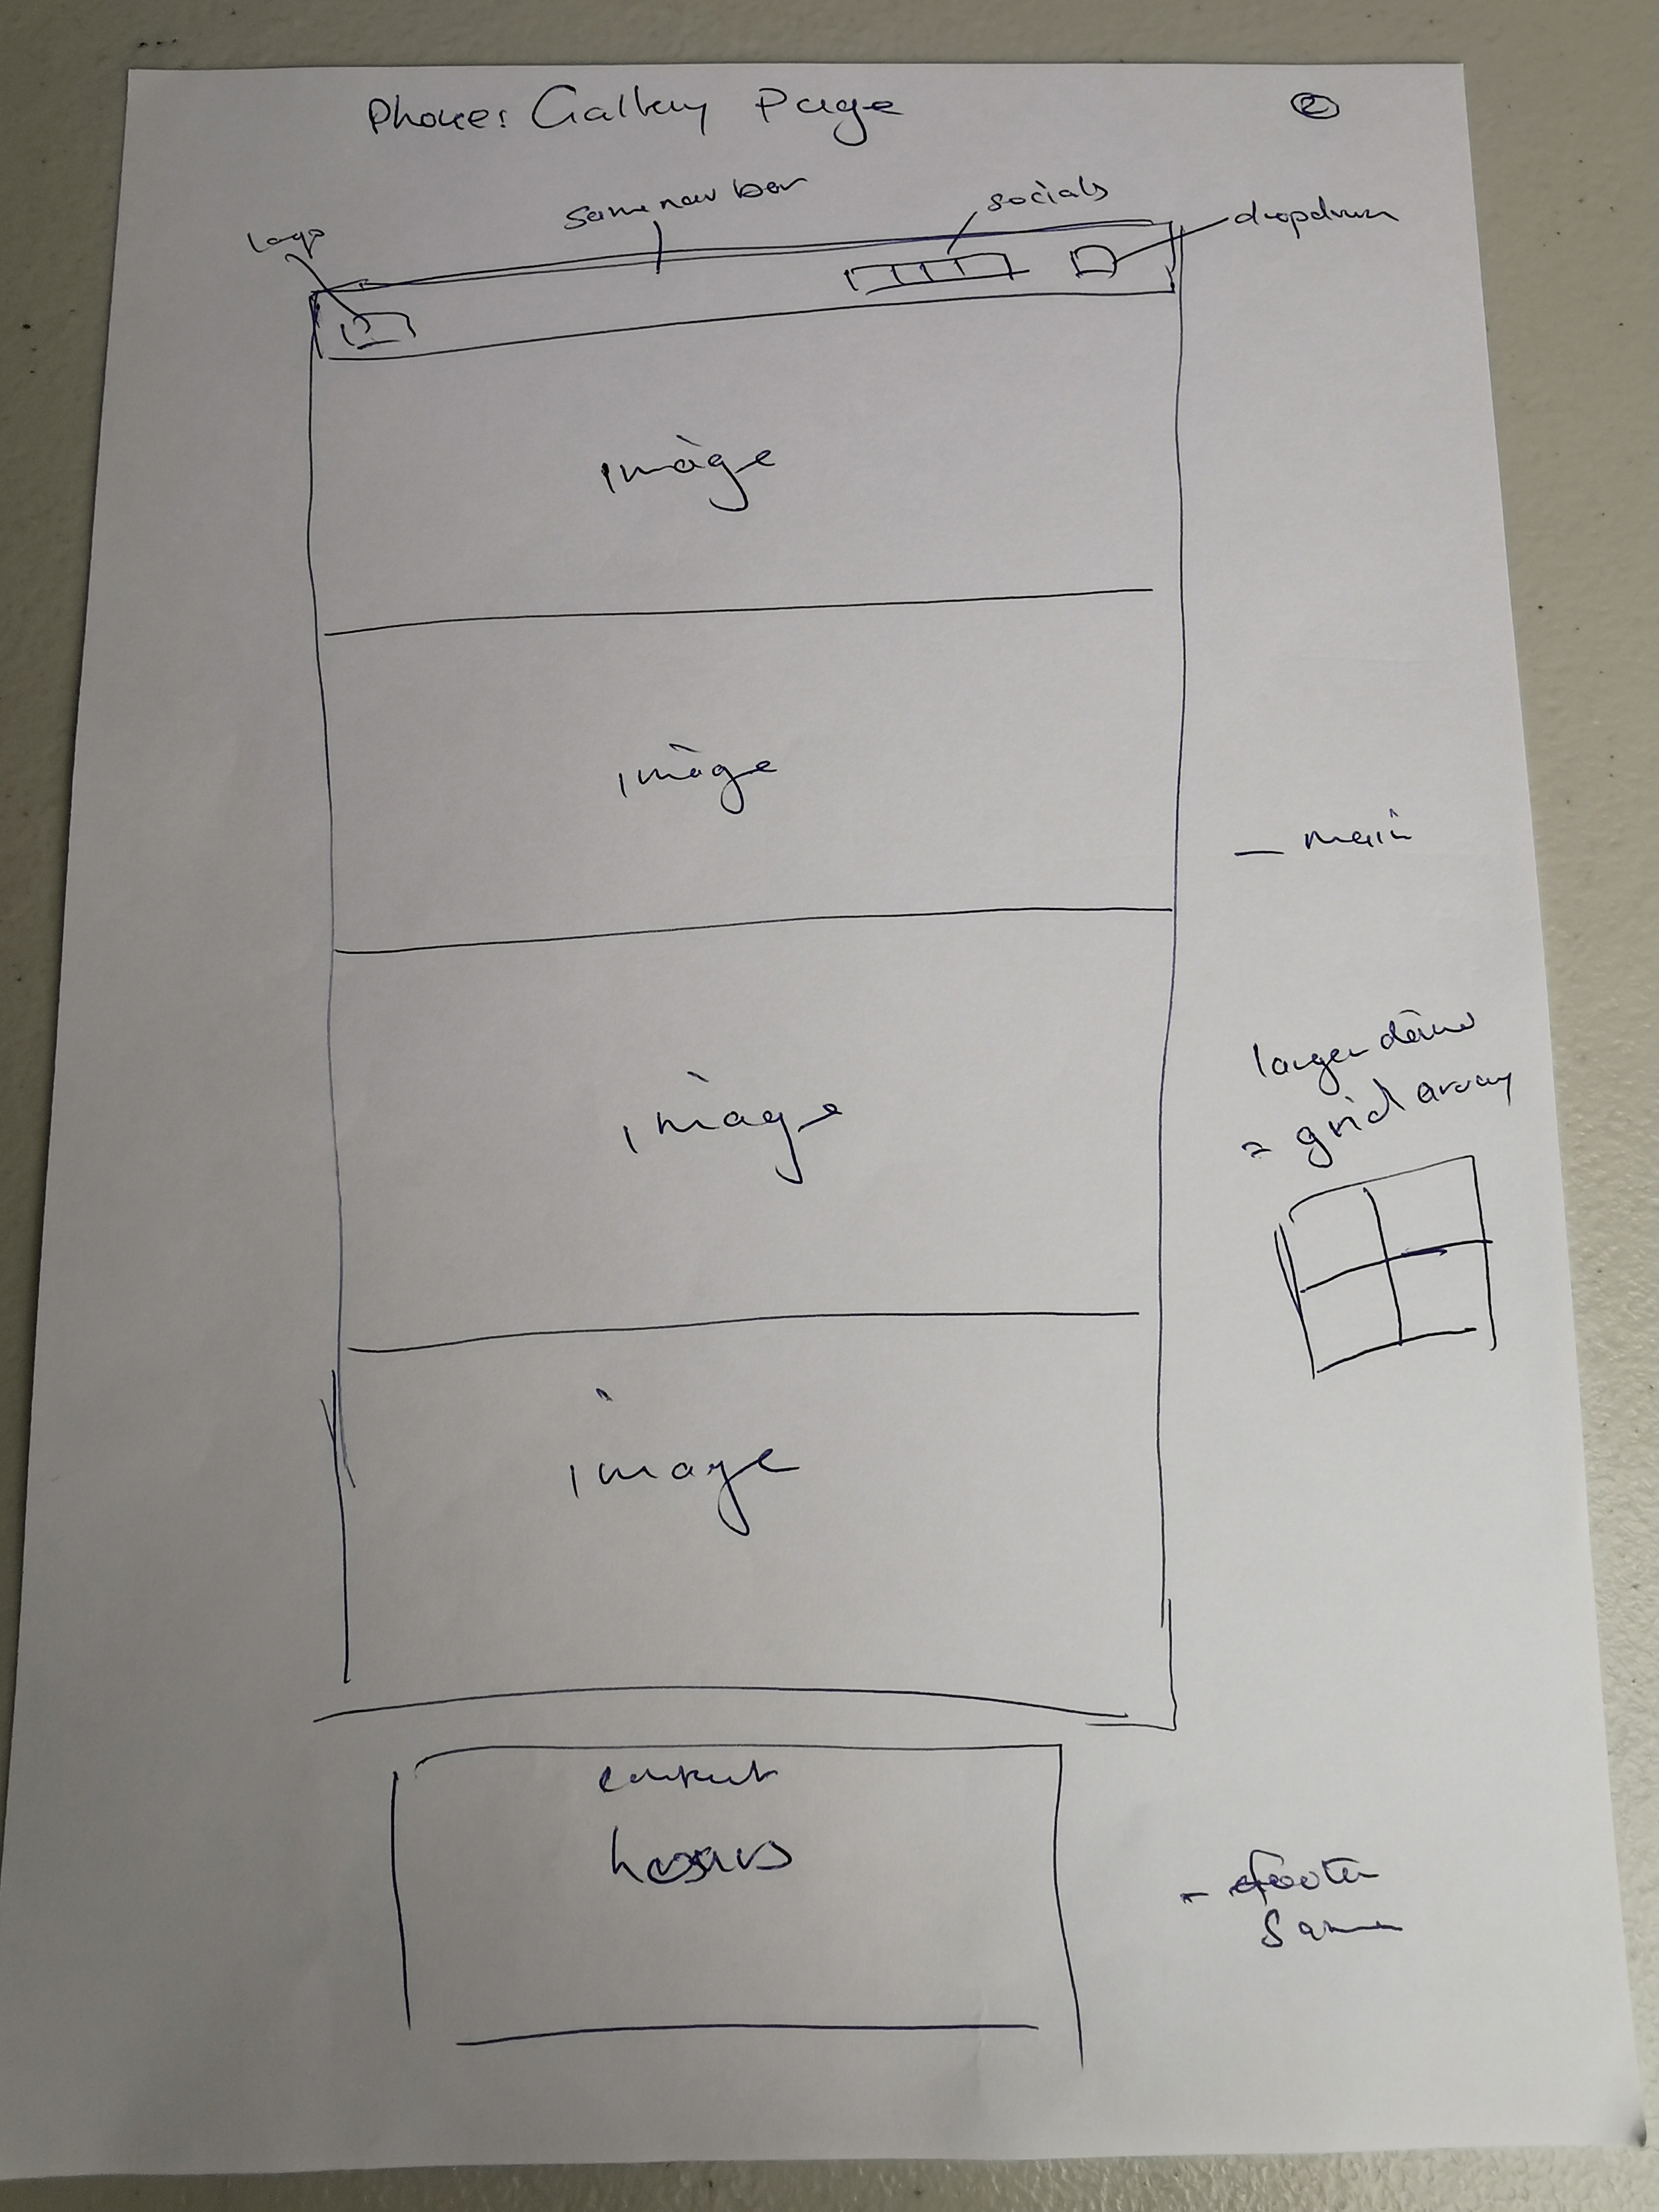 Phone: Gallery Page
2
logo
same nav bar
socials
dropdown
image
image
- main
larger
= grid array
image
image
contact
hours
- footer
same